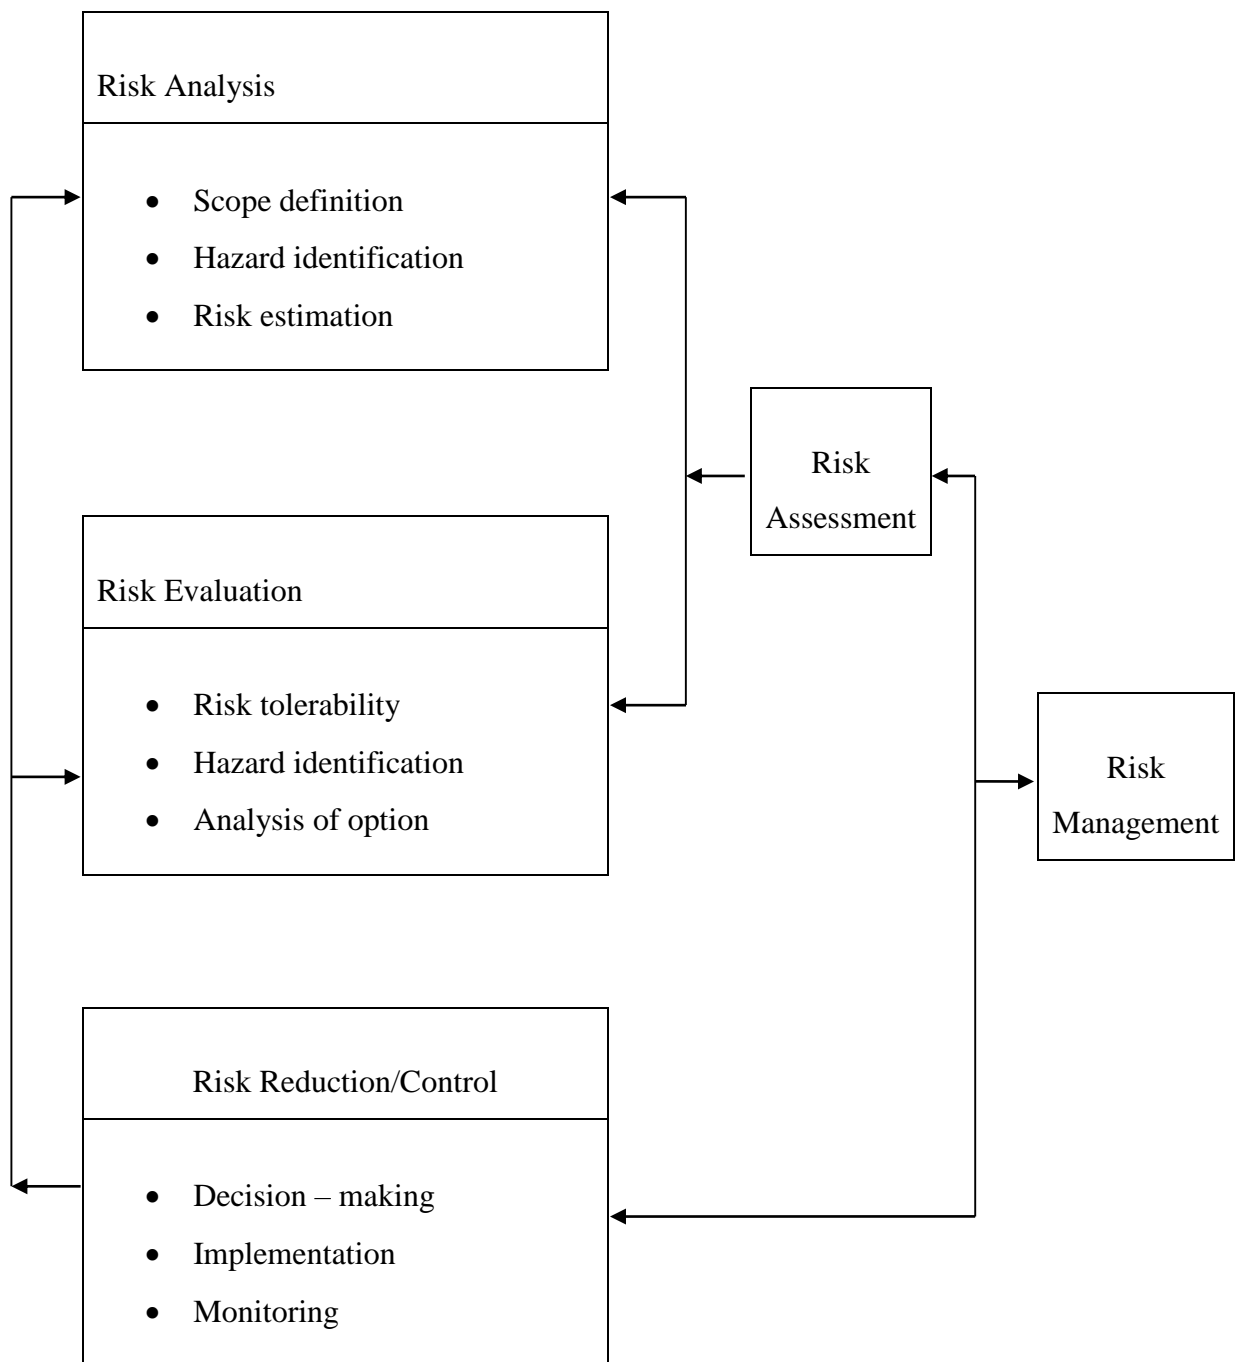 Risk Analysis
• Scope definition
• Hazard identification
• Risk estimation
Risk
Assessment
Risk Evaluation
• Risk tolerability
• Hazard identification
• Analysis of option
Risk
Management
Risk Reduction/Control
• Decision – making
• Implementation
• Monitoring